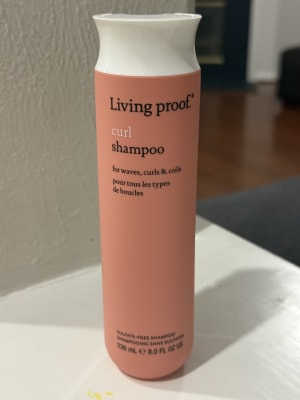 Living proof.®
curl
shampoo
for waves, curls & coils
pour tous les types
de boucles
SULFATE-FREE SHAMPOO
SHAMPOOING SANS SULFATES
236 mL ℮ 8.0 FL OZ US